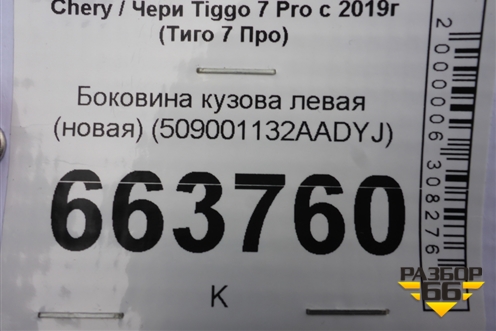 Chery / Чери Tiggo 7 Pro с 2019г
(Тиго 7 Про)
Боковина кузова левая
(новая) (509001132AADYJ)
663760
К
2000006308276
РАЗБОР
66